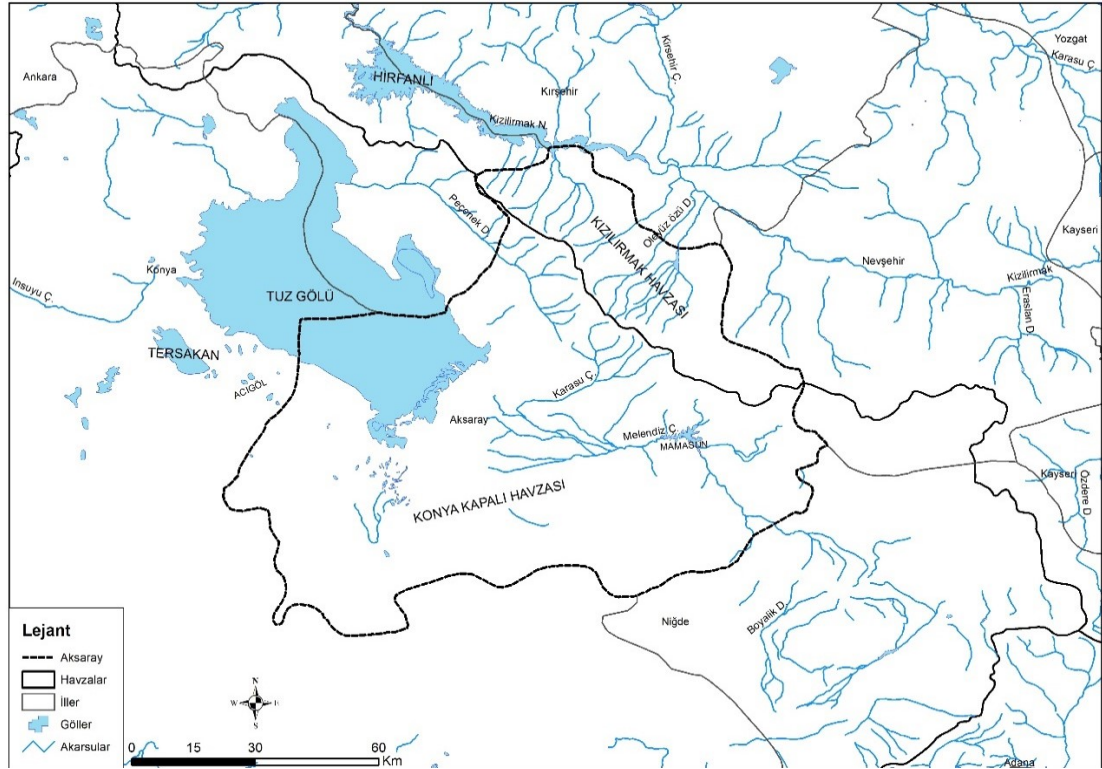 Yozgat
Karasu Ç.
Ankara
HİRFANLI
Kırşehir Ç.
Kırşehir
Kızılırmak N.
Peçenek D.
KIZILIRMAK HAVZASI
Kayseri
Nevşehir
Kızılırmak
Eraslan D
Konya
İnsuyu Ç.
TUZ GÖLÜ
TERSAKAN
ACIGÖL
Karasu Ç.
Aksaray
Melendiz Ç.
MAMASUN
Kayseri
Özdere D.
KONYA KAPALI HAVZASI
Niğde
Boyalık D.
Adana
Lejant
Aksaray
Havzalar
İller
Göller
Akarsular
N
W
E
S
0 15 30 60
Km